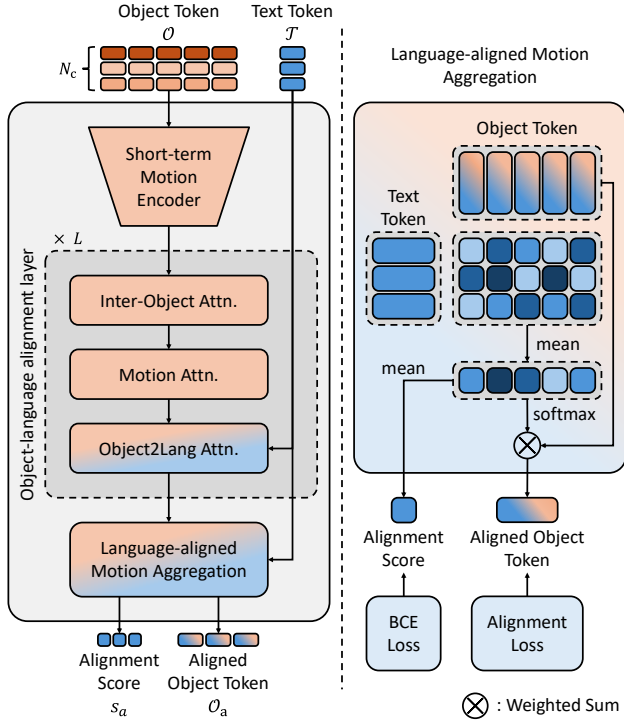 Object Token
𝒪
Text Token
𝒯
N_c
Short-term
Motion
Encoder
× L
Object-language alignment layer
Inter-Object Attn.
Motion Attn.
Object2Lang Attn.
Language-aligned
Motion Aggregation
Alignment
Score
s_a
Aligned
Object Token
𝒪_a
Language-aligned Motion
Aggregation
Object Token
Text
Token
mean
mean
softmax
Alignment
Score
Aligned Object
Token
BCE
Loss
Alignment
Loss
: Weighted Sum